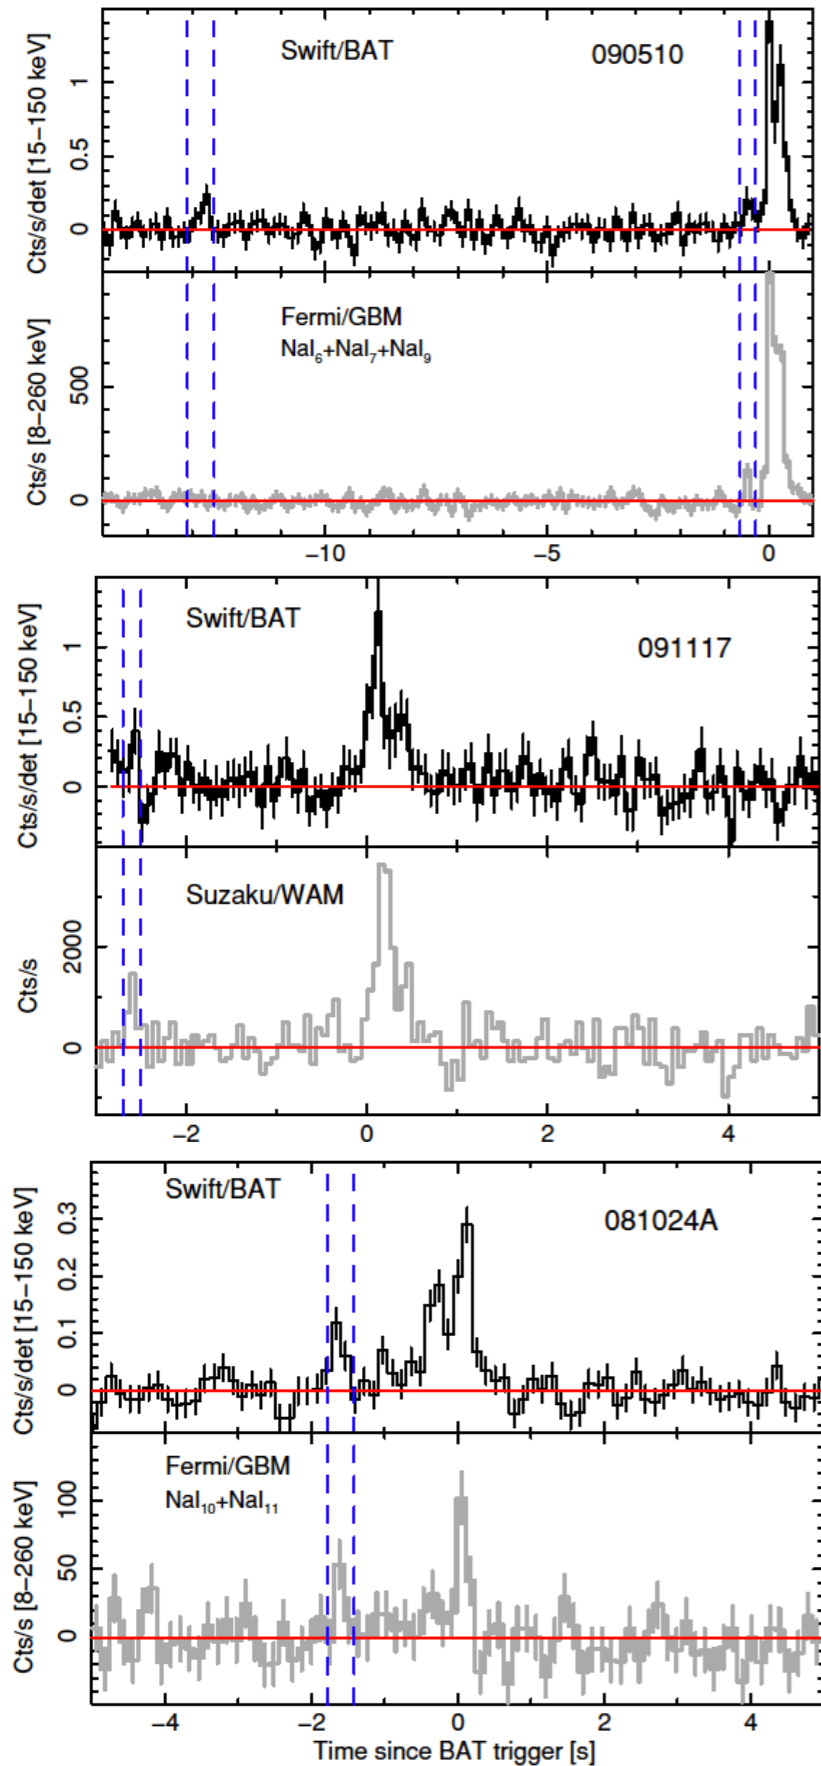 Swift/BAT 090510
Cts/s/det [15–150 keV]
1
0.5
0
Fermi/GBM
NaI₆+NaI₇+NaI₉
Cts/s [8–260 keV]
500
0
−10 −5 0
Swift/BAT
091117
Cts/s/det [15–150 keV]
1
0.5
0
Suzaku/WAM
Cts/s
2000
0
−2 0 2 4
Swift/BAT
081024A
Cts/s/det [15–150 keV]
0.3
0.2
0.1
0
Fermi/GBM
NaI₁₀+NaI₁₁
Cts/s [8–260 keV]
100
50
0
−4 −2 0 2 4
Time since BAT trigger [s]